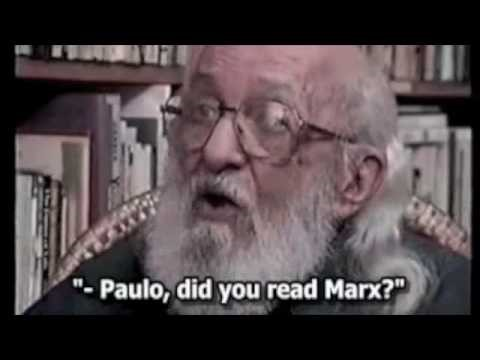 "- Paulo, did you read Marx?"